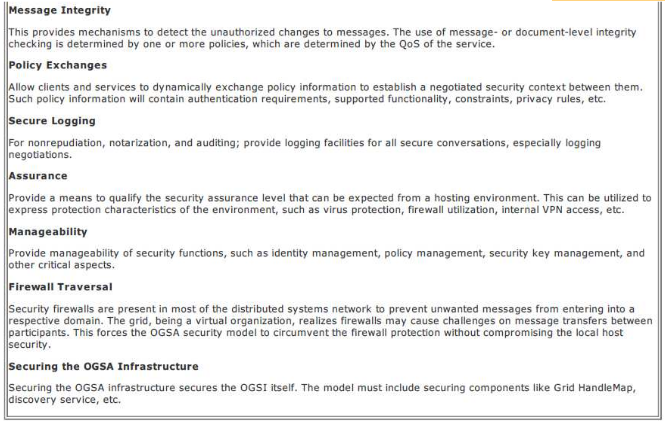 Message Integrity
This provides mechanisms to detect the unauthorized changes to messages. The use of message- or document-level integrity
checking is determined by one or more policies, which are determined by the QoS of the service.
Policy Exchanges
Allow clients and services to dynamically exchange policy information to establish a negotiated security context between them.
Such policy information will contain authentication requirements, supported functionality, constraints, privacy rules, etc.
Secure Logging
For nonrepudiation, notarization, and auditing; provide logging facilities for all secure conversations, especially logging
negotiations.
Assurance
Provide a means to qualify the security assurance level that can be expected from a hosting environment. This can be utilized to
express protection characteristics of the environment, such as virus protection, firewall utilization, internal VPN access, etc.
Manageability
Provide manageability of security functions, such as identity management, policy management, security key management, and
other critical aspects.
Firewall Traversal
Security firewalls are present in most of the distributed systems network to prevent unwanted messages from entering into a
respective domain. The grid, being a virtual organization, realizes firewalls may cause challenges on message transfers between
participants. This forces the OGSA security model to circumvent the firewall protection without compromising the local host
security.
Securing the OGSA Infrastructure
Securing the OGSA infrastructure secures the OGSI itself. The model must include securing components like Grid HandleMap,
discovery service, etc.